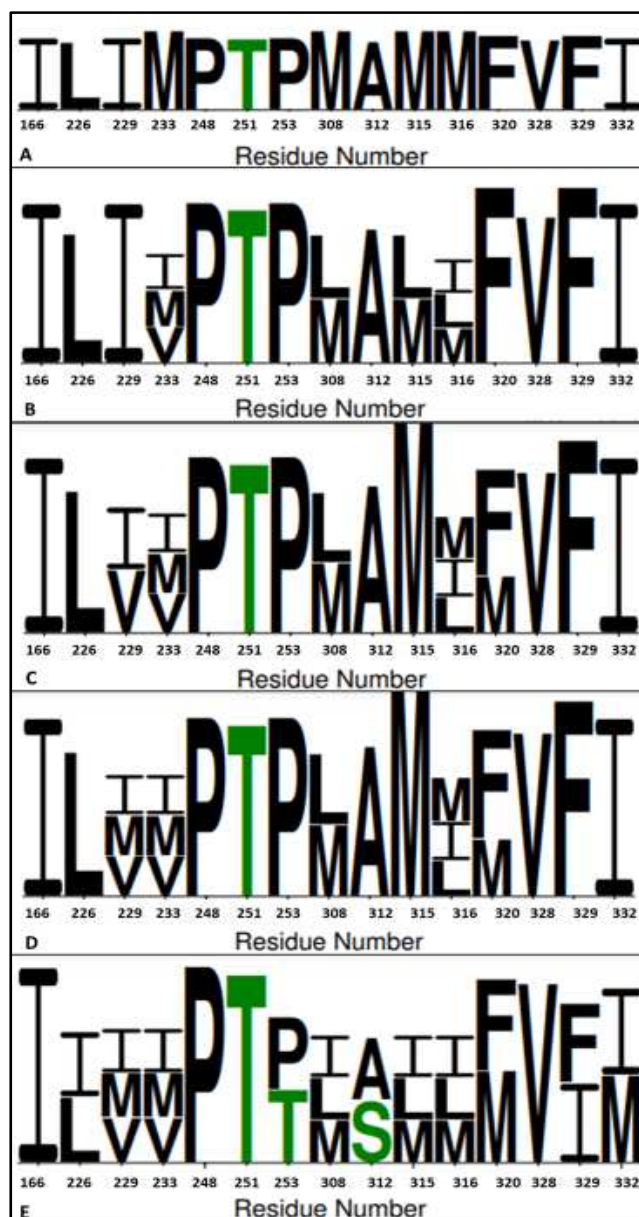 I L I M P T P M A M M F V F I
166 226 229 233 248 251 253 308 312 315 316 320 328 329 332
A Residue Number
I L I I P T P L A L I F V F I
M M M L
V M
166 226 229 233 248 251 253 308 312 315 316 320 328 329 332
B Residue Number
I L I I P T P L A M M F V F I
V M M I M
V L
166 226 229 233 248 251 253 308 312 315 316 320 328 329 332
C Residue Number
I L I I P T P L A M M F V F I
M M M I M
V V L
166 226 229 233 248 251 253 308 312 315 316 320 328 329 332
D Residue Number
I I I I P T P I A I I F V F I
L M M T L S L L M I M
V V M M M
166 226 229 233 248 251 253 308 312 315 316 320 328 329 332
E Residue Number